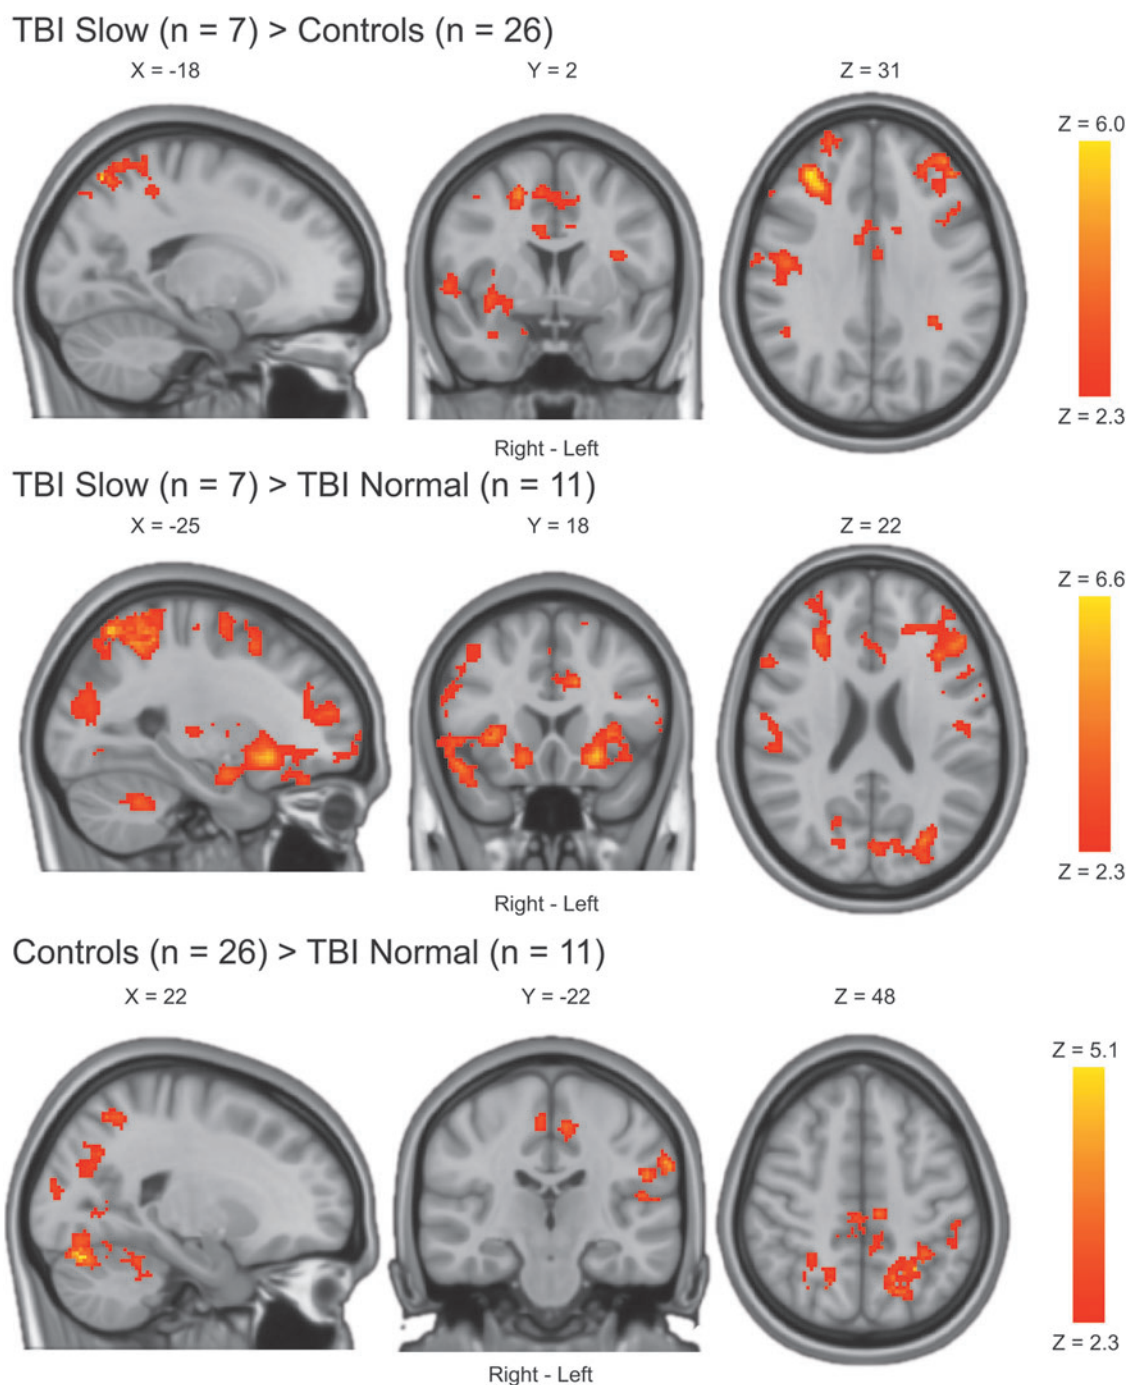 TBI Slow (n = 7) > Controls (n = 26)
X = -18
Y = 2
Z = 31
Z = 6.0
Z = 2.3
Right - Left
TBI Slow (n = 7) > TBI Normal (n = 11)
X = -25
Y = 18
Z = 22
Z = 6.6
Z = 2.3
Right - Left
Controls (n = 26) > TBI Normal (n = 11)
X = 22
Y = -22
Z = 48
Z = 5.1
Z = 2.3
Right - Left